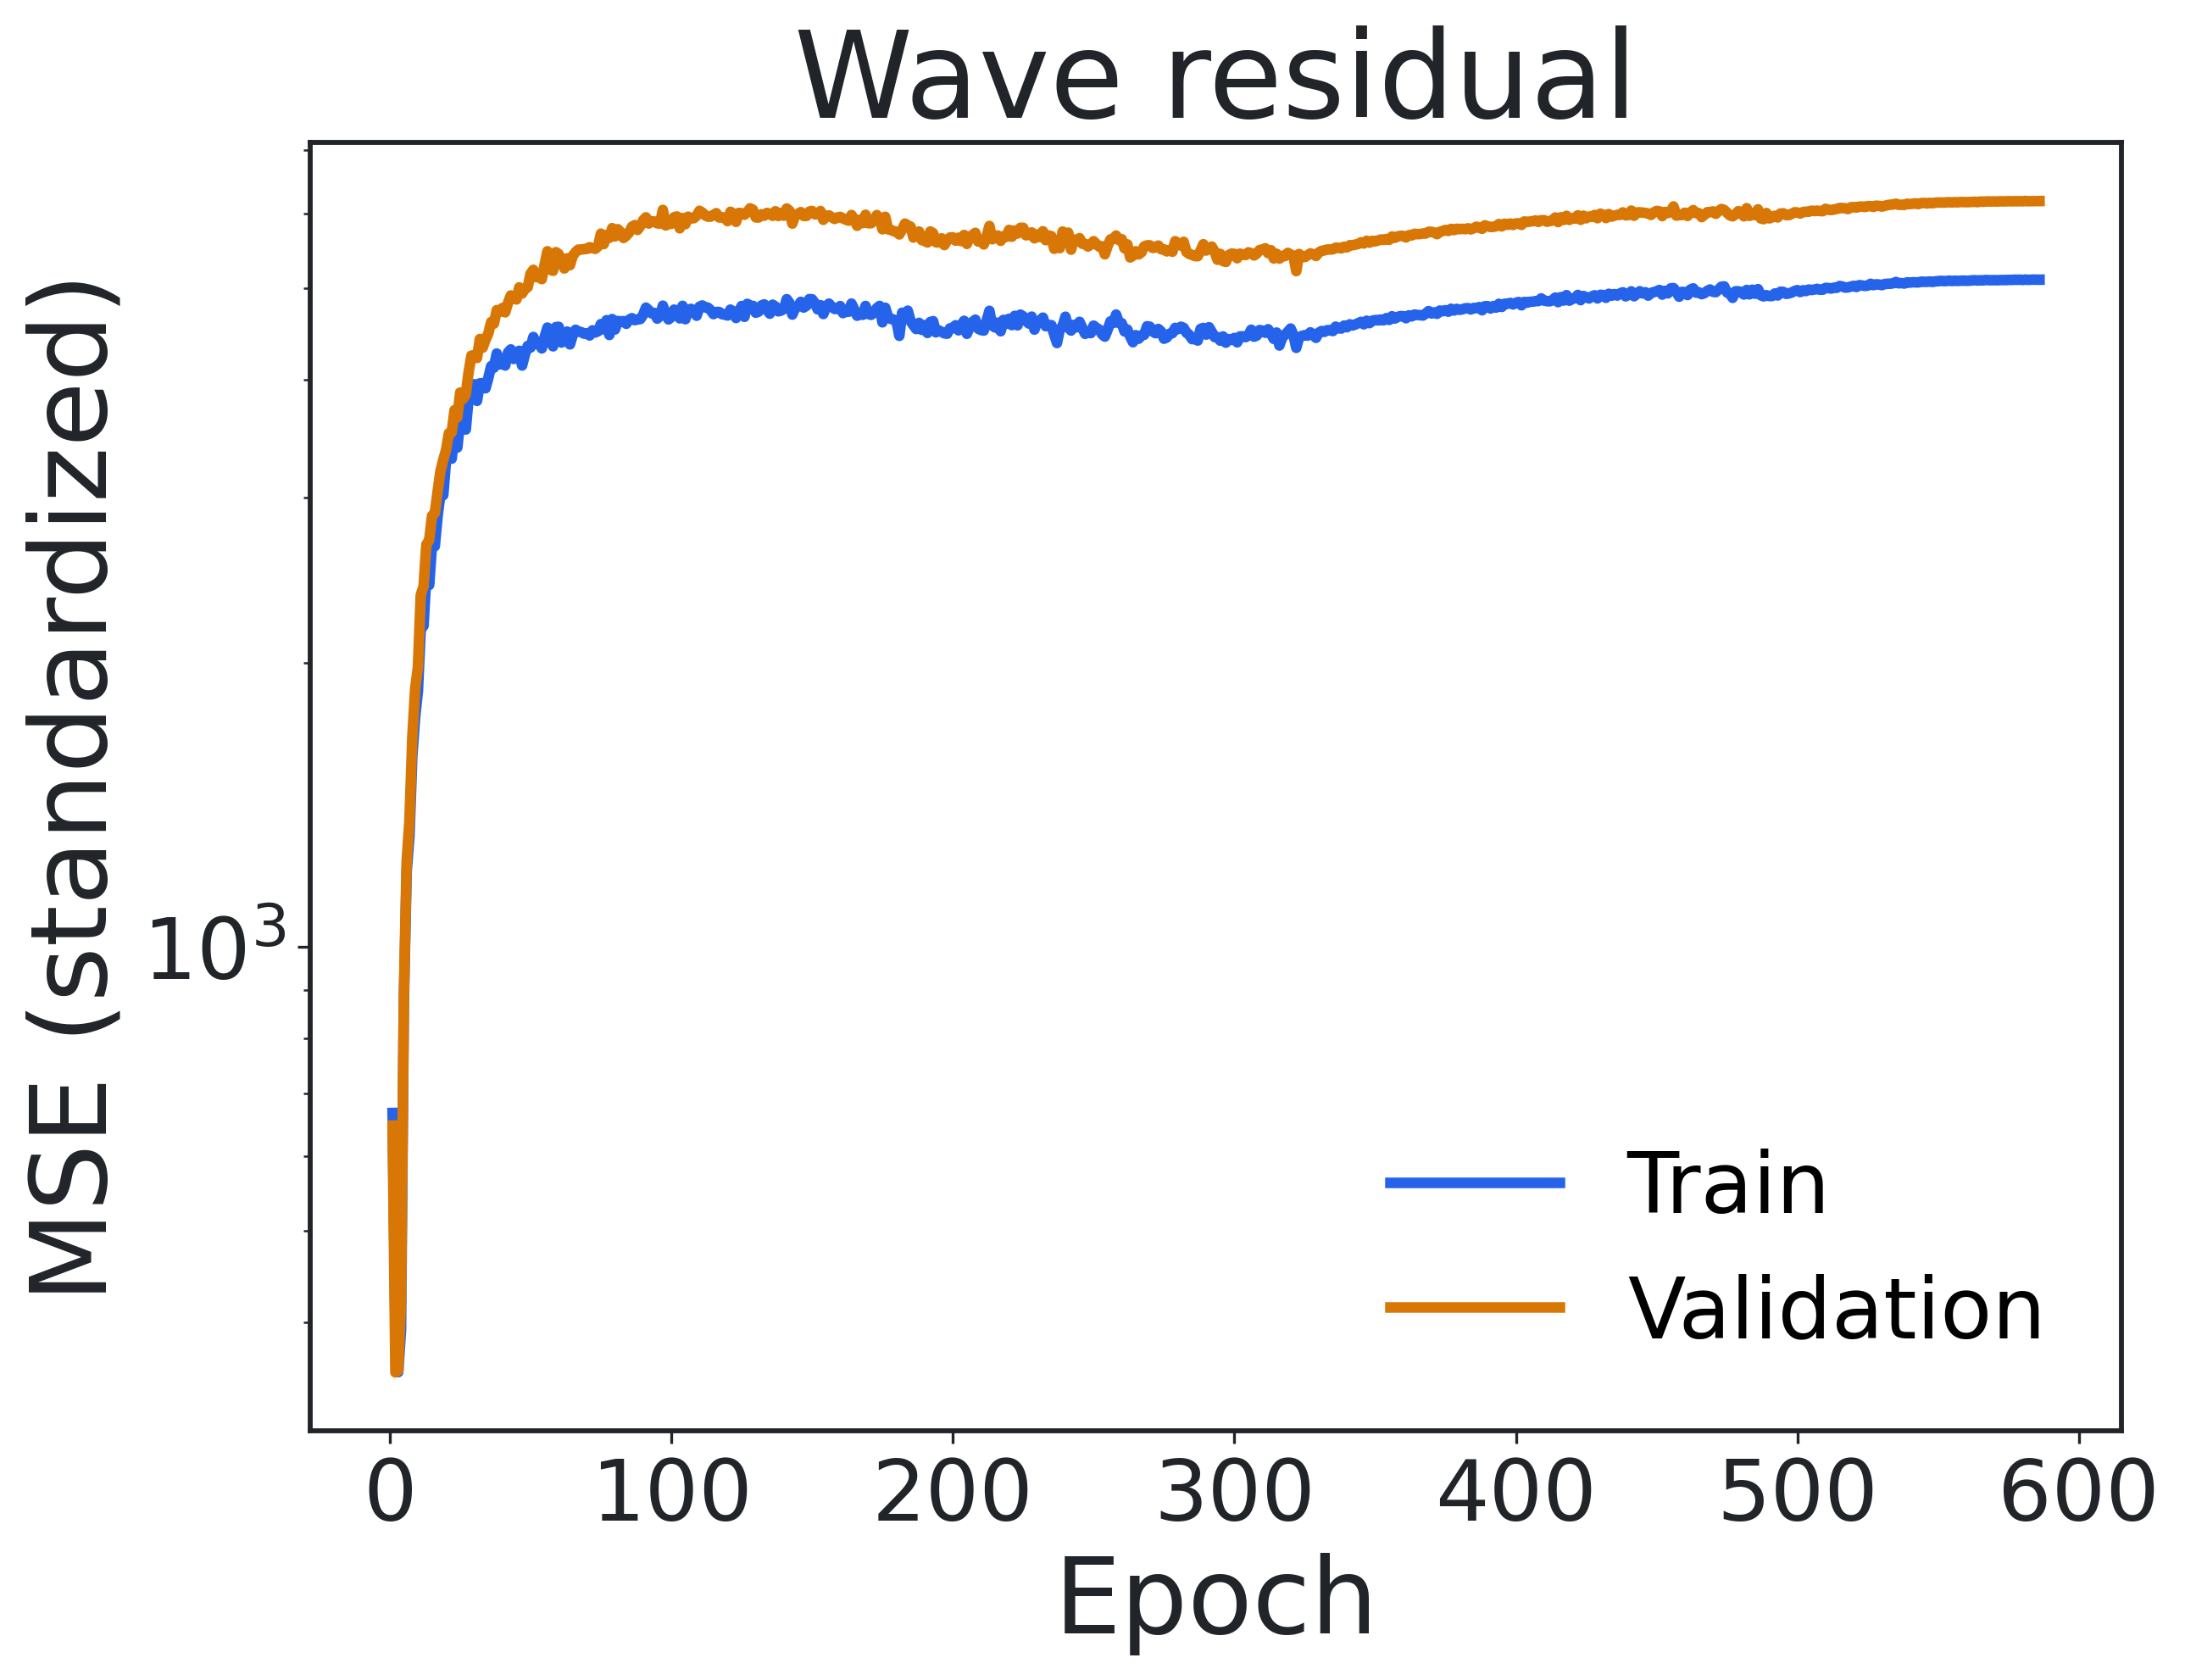 Wave residual
MSE (standardized)
10³
0 100 200 300 400 500 600
Epoch
Train
Validation